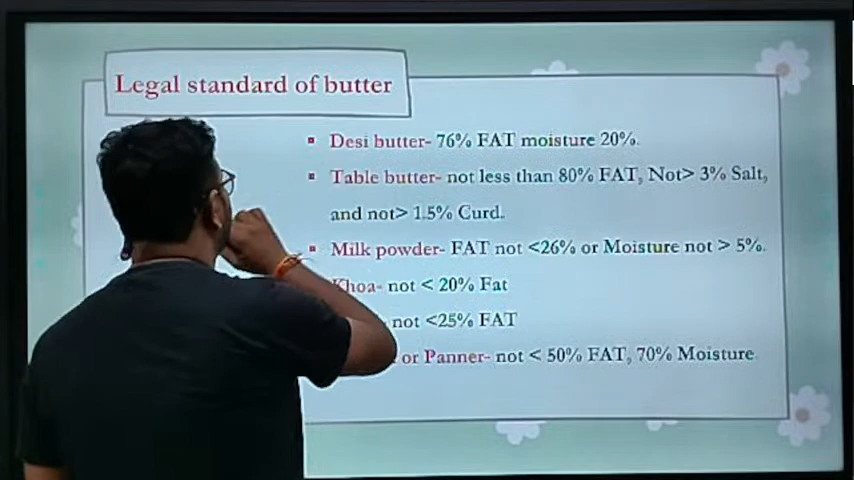 Legal standard of butter
Desi butter- 76% FAT moisture 20%.
Table butter- not less than 80% FAT, Not> 3% Salt,
and not> 1.5% Curd.
Milk powder- FAT not <26% or Moisture not > 5%.
Khoa- not < 20% Fat
not <25% FAT
or Panner- not < 50% FAT, 70% Moisture